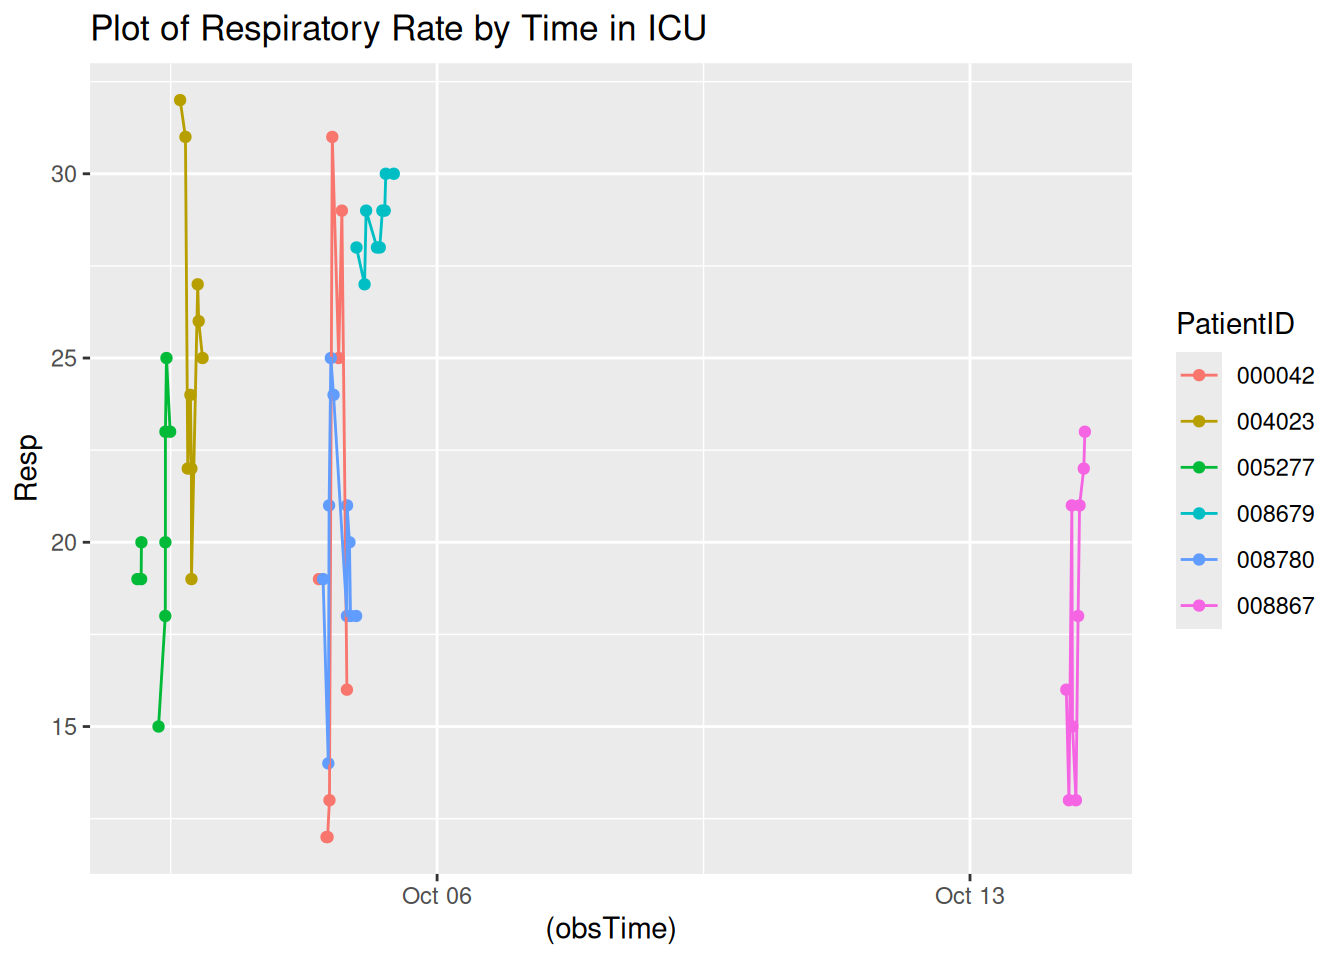 Plot of Respiratory Rate by Time in ICU
30
25
20
15
Resp
Oct 06
Oct 13
(obsTime)
PatientID
000042
004023
005277
008679
008780
008867